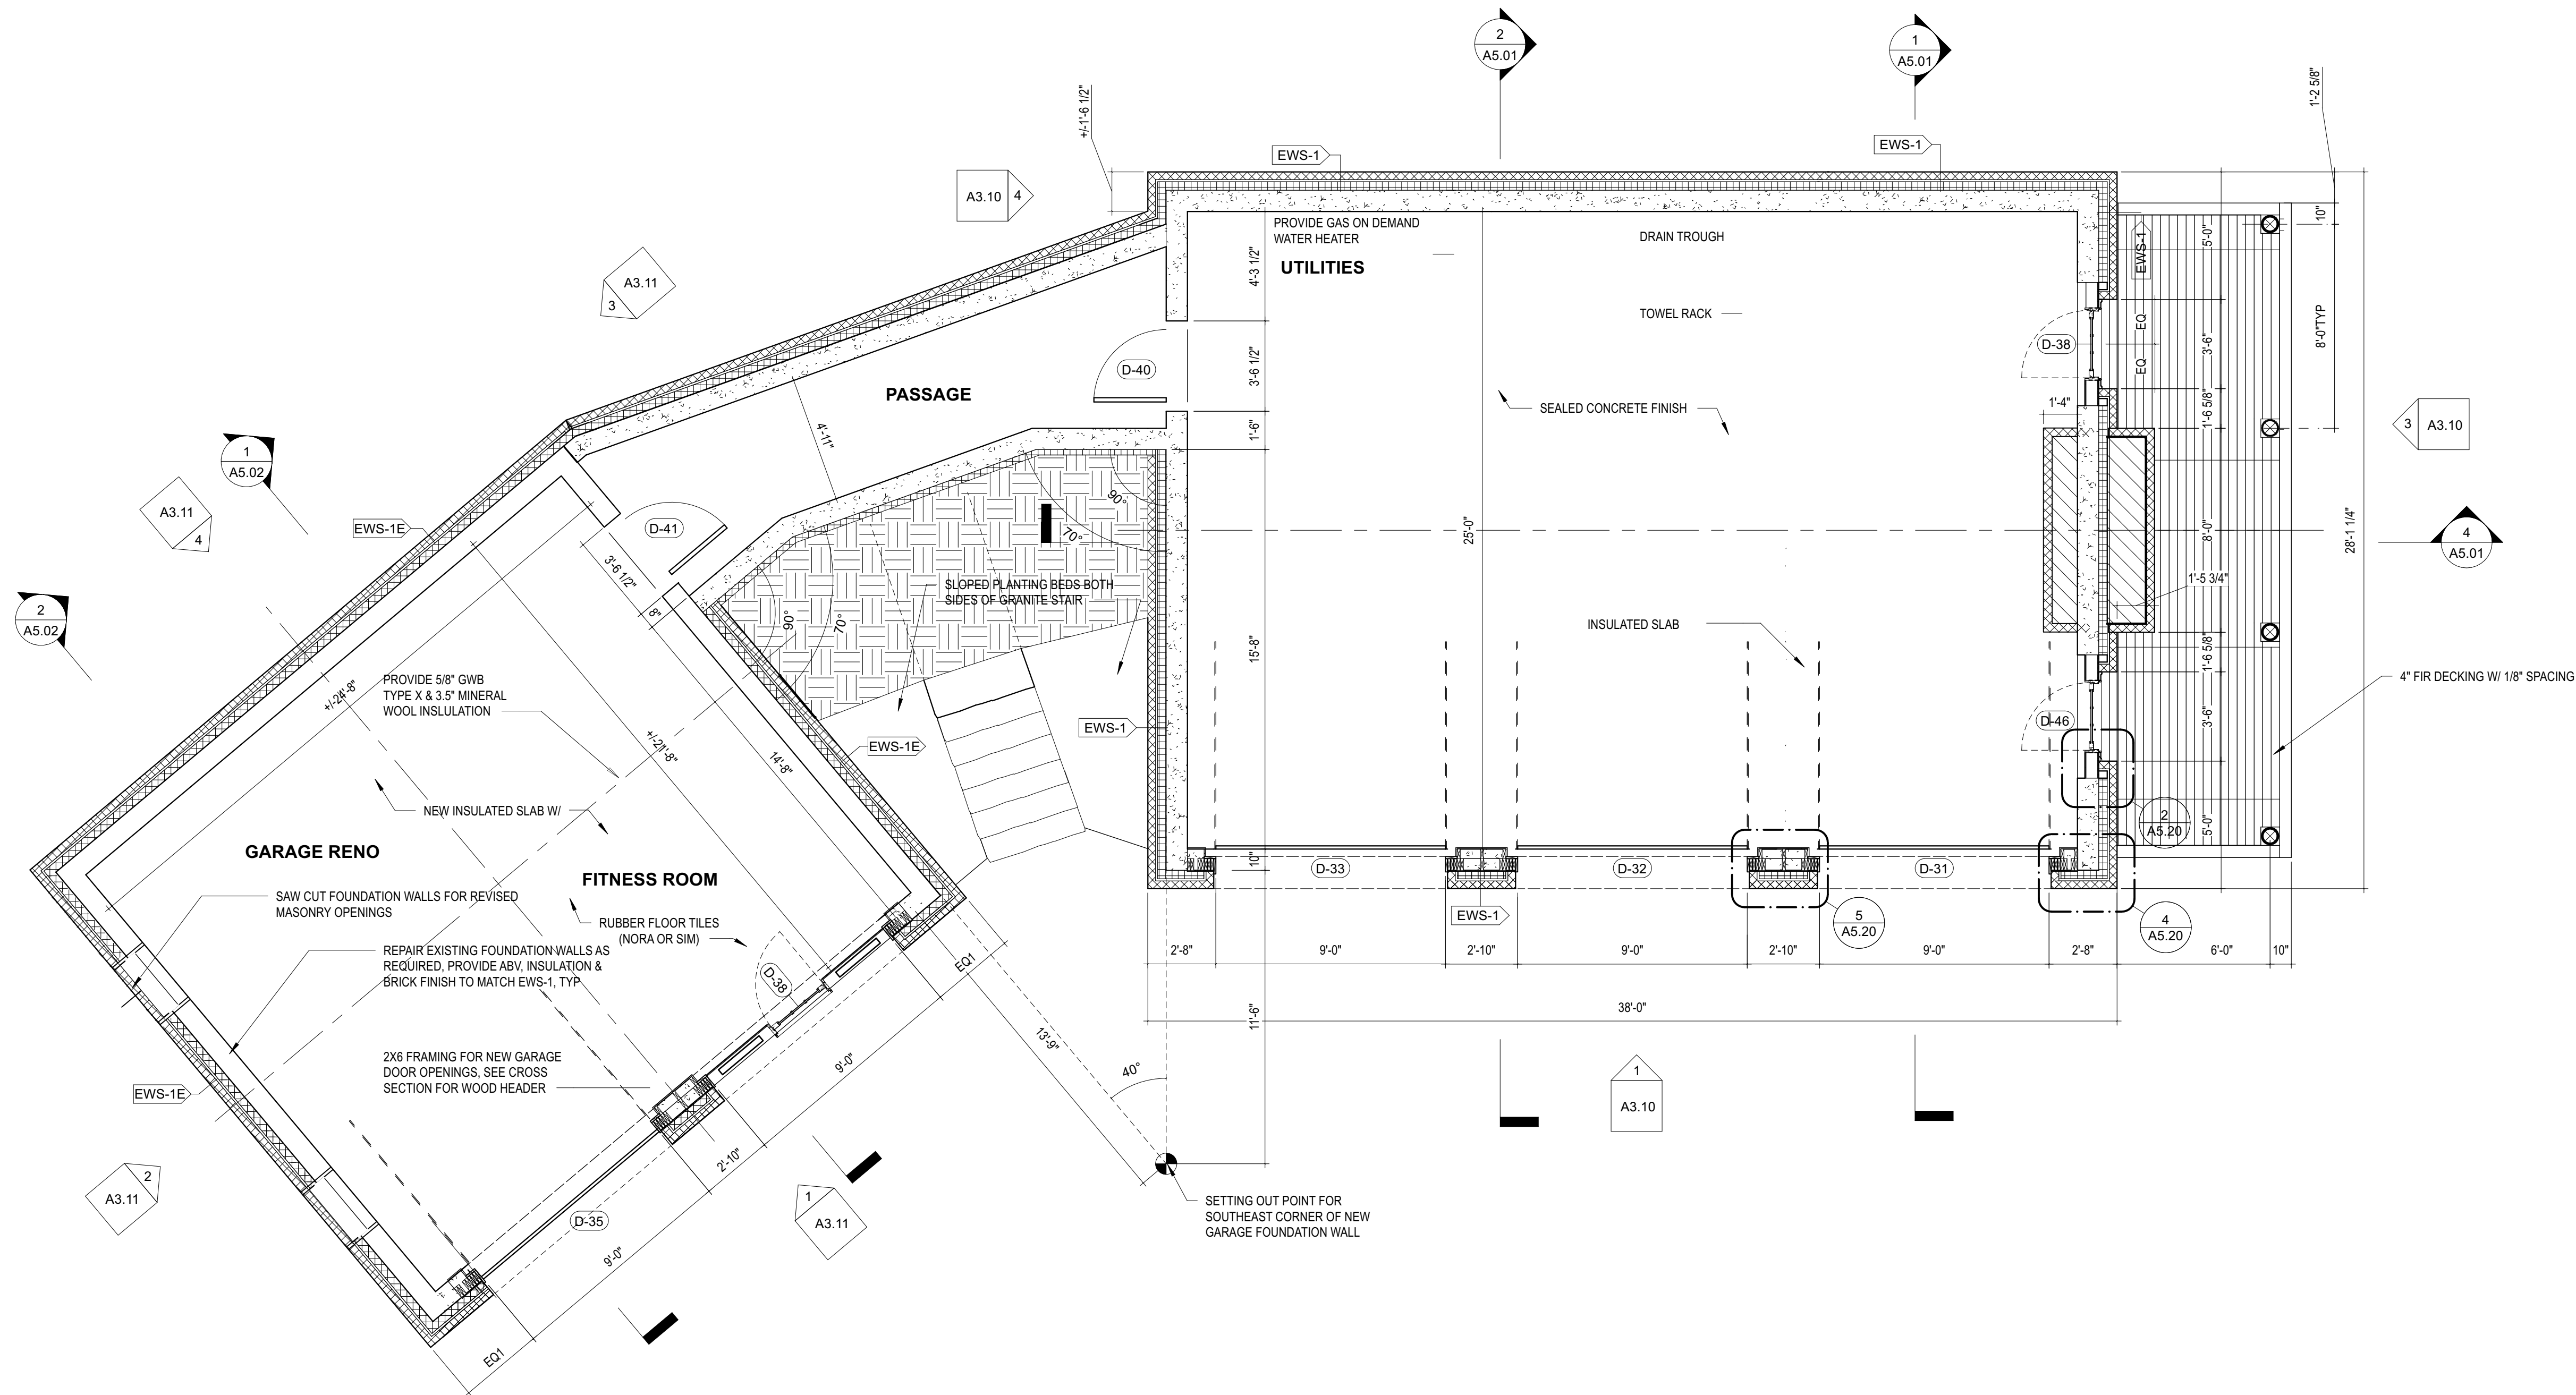 2
A5.01
1
A5.01
+/-1'-6 1/2"
1'-2 5/8"
EWS-1
EWS-1
A3.10
4
PROVIDE GAS ON DEMAND
WATER HEATER
UTILITIES
DRAIN TROUGH
TOWEL RACK
4'-3 1/2"
3'-6 1/2"
1'-6"
EWS-1
5'-0"
10"
8'-0"TYP
A3.11
3
D-40
PASSAGE
4'-11"
D-38
EQ
EQ
3'-6"
SEALED CONCRETE FINISH
1'-4"
1'-6 5/8"
3
A3.10
1
A5.02
A3.11
4
EWS-1E
D-41
3'-6 1/2"
8"
90°
70°
90°
70°
SLOPED PLANTING BEDS BOTH
SIDES OF GRANITE STAIR
25'-0"
8'-0"
28'-1 1/4"
4
A5.01
1'-5 3/4"
2
A5.02
INSULATED SLAB
15'-8"
1'-6 5/8"
4" FIR DECKING W/ 1/8" SPACING
PROVIDE 5/8" GWB
TYPE X & 3.5" MINERAL
WOOL INSLULATION
+/-24'-8"
+/-21'-8"
14'-8"
EWS-1E
EWS-1
D-46
3'-6"
NEW INSULATED SLAB W/
2
A5.20
5'-0"
GARAGE RENO
FITNESS ROOM
10"
D-33
D-32
D-31
SAW CUT FOUNDATION WALLS FOR REVISED
MASONRY OPENINGS
RUBBER FLOOR TILES
(NORA OR SIM)
EWS-1
5
A5.20
4
A5.20
REPAIR EXISTING FOUNDATION WALLS AS
REQUIRED, PROVIDE ABV, INSULATION &
BRICK FINISH TO MATCH EWS-1, TYP
D-38
EQ1
2'-8"
9'-0"
2'-10"
9'-0"
2'-10"
9'-0"
2'-8"
6'-0"
10"
38'-0"
11'-6"
13'-9"
40°
9'-0"
2X6 FRAMING FOR NEW GARAGE
DOOR OPENINGS, SEE CROSS
SECTION FOR WOOD HEADER
EWS-1E
1
A3.10
2'-10"
2
A3.11
1
A3.11
D-35
9'-0"
SETTING OUT POINT FOR
SOUTHEAST CORNER OF NEW
GARAGE FOUNDATION WALL
EQ1